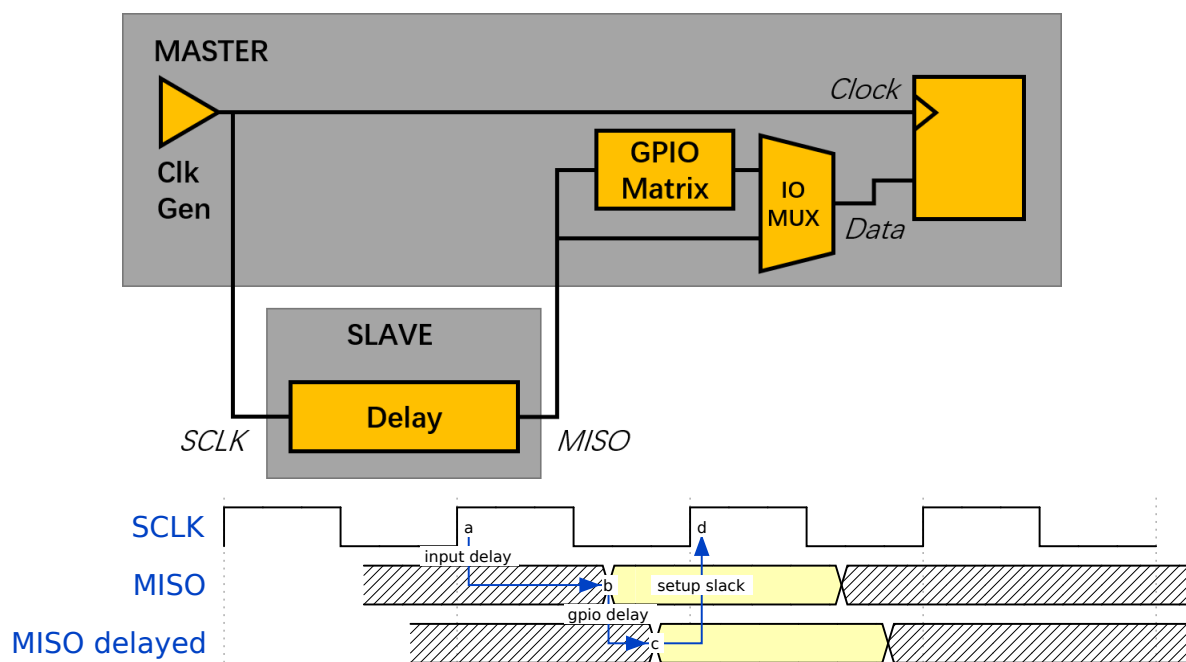 MASTER
Clock
Clk
Gen
GPIO
Matrix
IO
MUX
Data
SLAVE
Delay
SCLK
MISO
SCLK
a
d
input delay
MISO
b
setup slack
gpio delay
MISO delayed
c